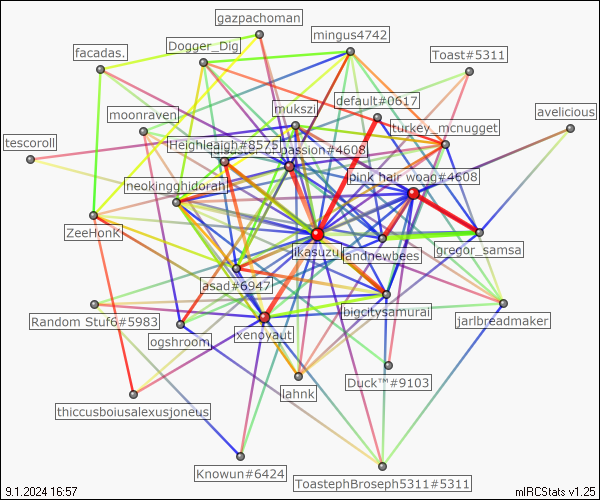 gazpachoman
mingus4742
facadas.
Dogger_Dig
Toast#5311
mukszi
default#0617
moonraven
avelicious
turkey_mcnugget
tescoroll
Heighleaigh#8575
passion#4608
pink hair woag#4608
neokingghidorah
ZeeHonK
gregor_samsa
ikasuzu
landnewbees
asad#6947
Random Stuf6#5983
bigcitysamurai
jarlbreadmaker
ogshroom
xenoyaut
Duck™#9103
iahnk
thiccusboiusalexusjoneus
Knowun#6424
ToastephBroseph5311#5311
9.1.2024 16:57
mIRCStats v1.25